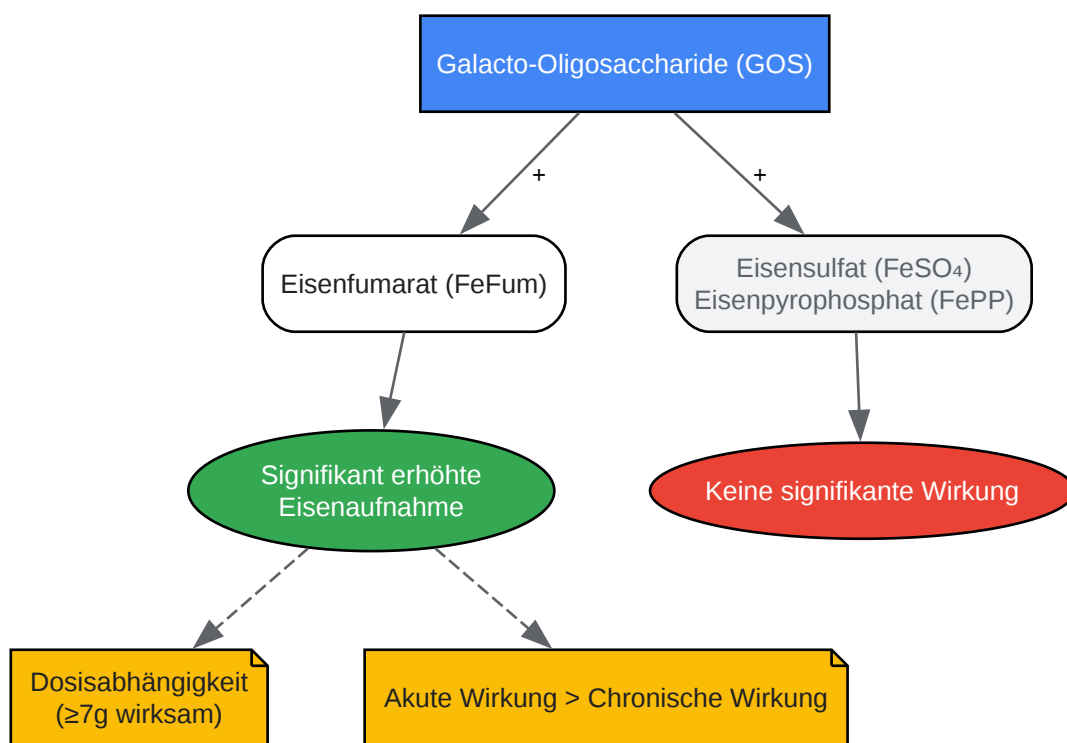 Galacto-Oligosaccharide (GOS)
+
+
Eisenfumarat (FeFum)
Eisensulfat (FeSO₄)
Eisenpyrophosphat (FePP)
Signifikant erhöhte
Eisenaufnahme
Keine signifikante Wirkung
Dosisabhängigkeit
(≥7g wirksam)
Akute Wirkung > Chronische Wirkung